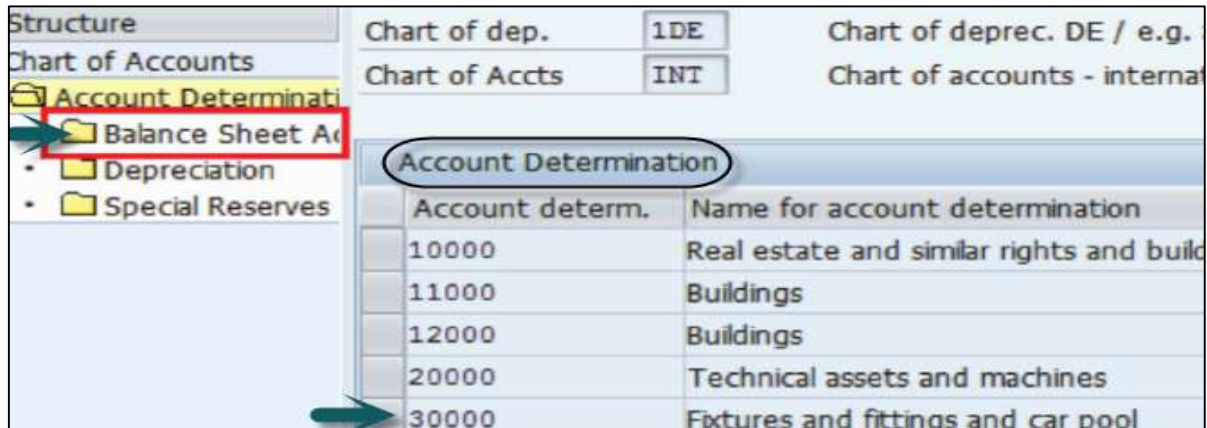 Structure
Chart of Accounts
Account Determinati
Balance Sheet Ac
Depreciation
Special Reserves
Chart of dep. 1DE Chart of deprec. DE / e.g.
Chart of Accts INT Chart of accounts - internat
Account Determination
Account determ. Name for account determination
10000 Real estate and similar rights and build
11000 Buildings
12000 Buildings
20000 Technical assets and machines
30000 Fixtures and fittings and car pool